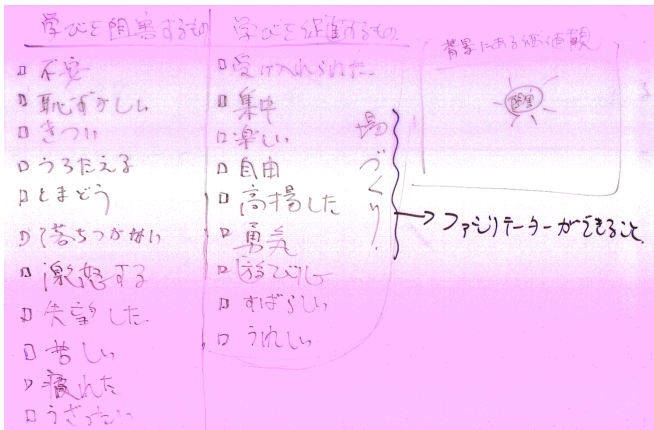 学びを阻害するもの
□ 不安
□ 恥ずかしい
□ きつい
□ うろたえる
□ とまどう
□ 落ちつかない
□ 激怒する
□ 失望した
□ 苦しい
□ 疲れた
□ うざったい
学びを促進するもの
□ 受け入れられた
□ 集中
□ 楽しい
□ 自由
□ 高揚した
□ 勇気
□ 遊び心
□ すばらしい
□ うれしい
場づくり!
→ ファシリテーターができること
背景にある価値観
阻害